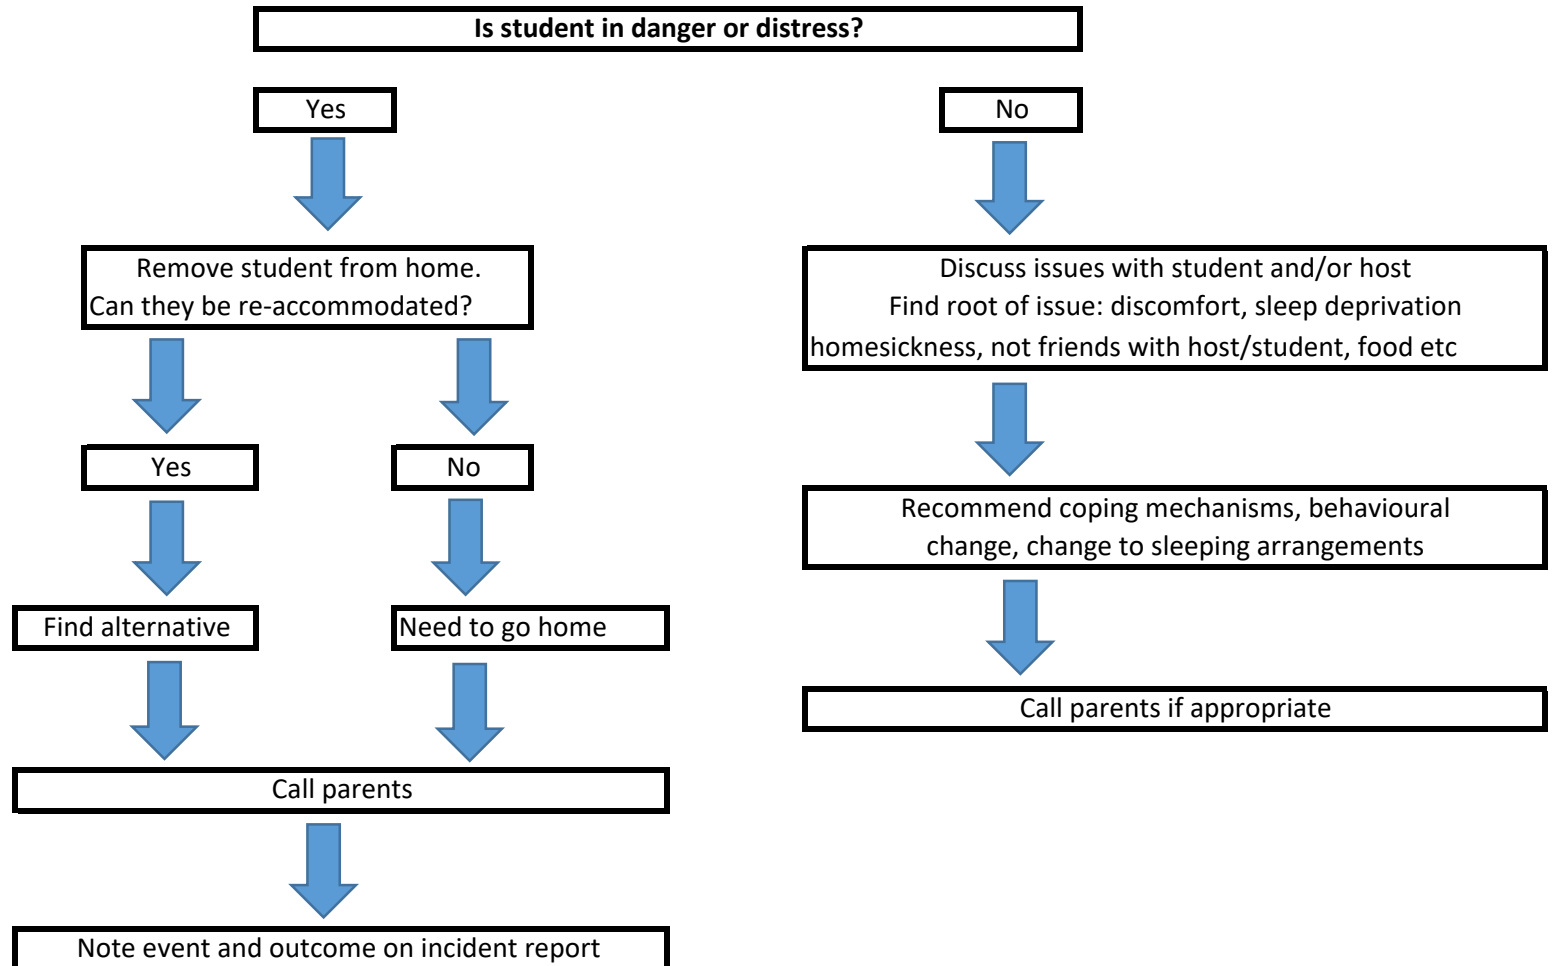 Is student in danger or distress?
Yes
No
Remove student from home.
Can they be re-accommodated?
Discuss issues with student and/or host
Find root of issue: discomfort, sleep deprivation
homesickness, not friends with host/student, food etc
Yes
No
Recommend coping mechanisms, behavioural
change, change to sleeping arrangements
Find alternative
Need to go home
Call parents if appropriate
Call parents
Note event and outcome on incident report